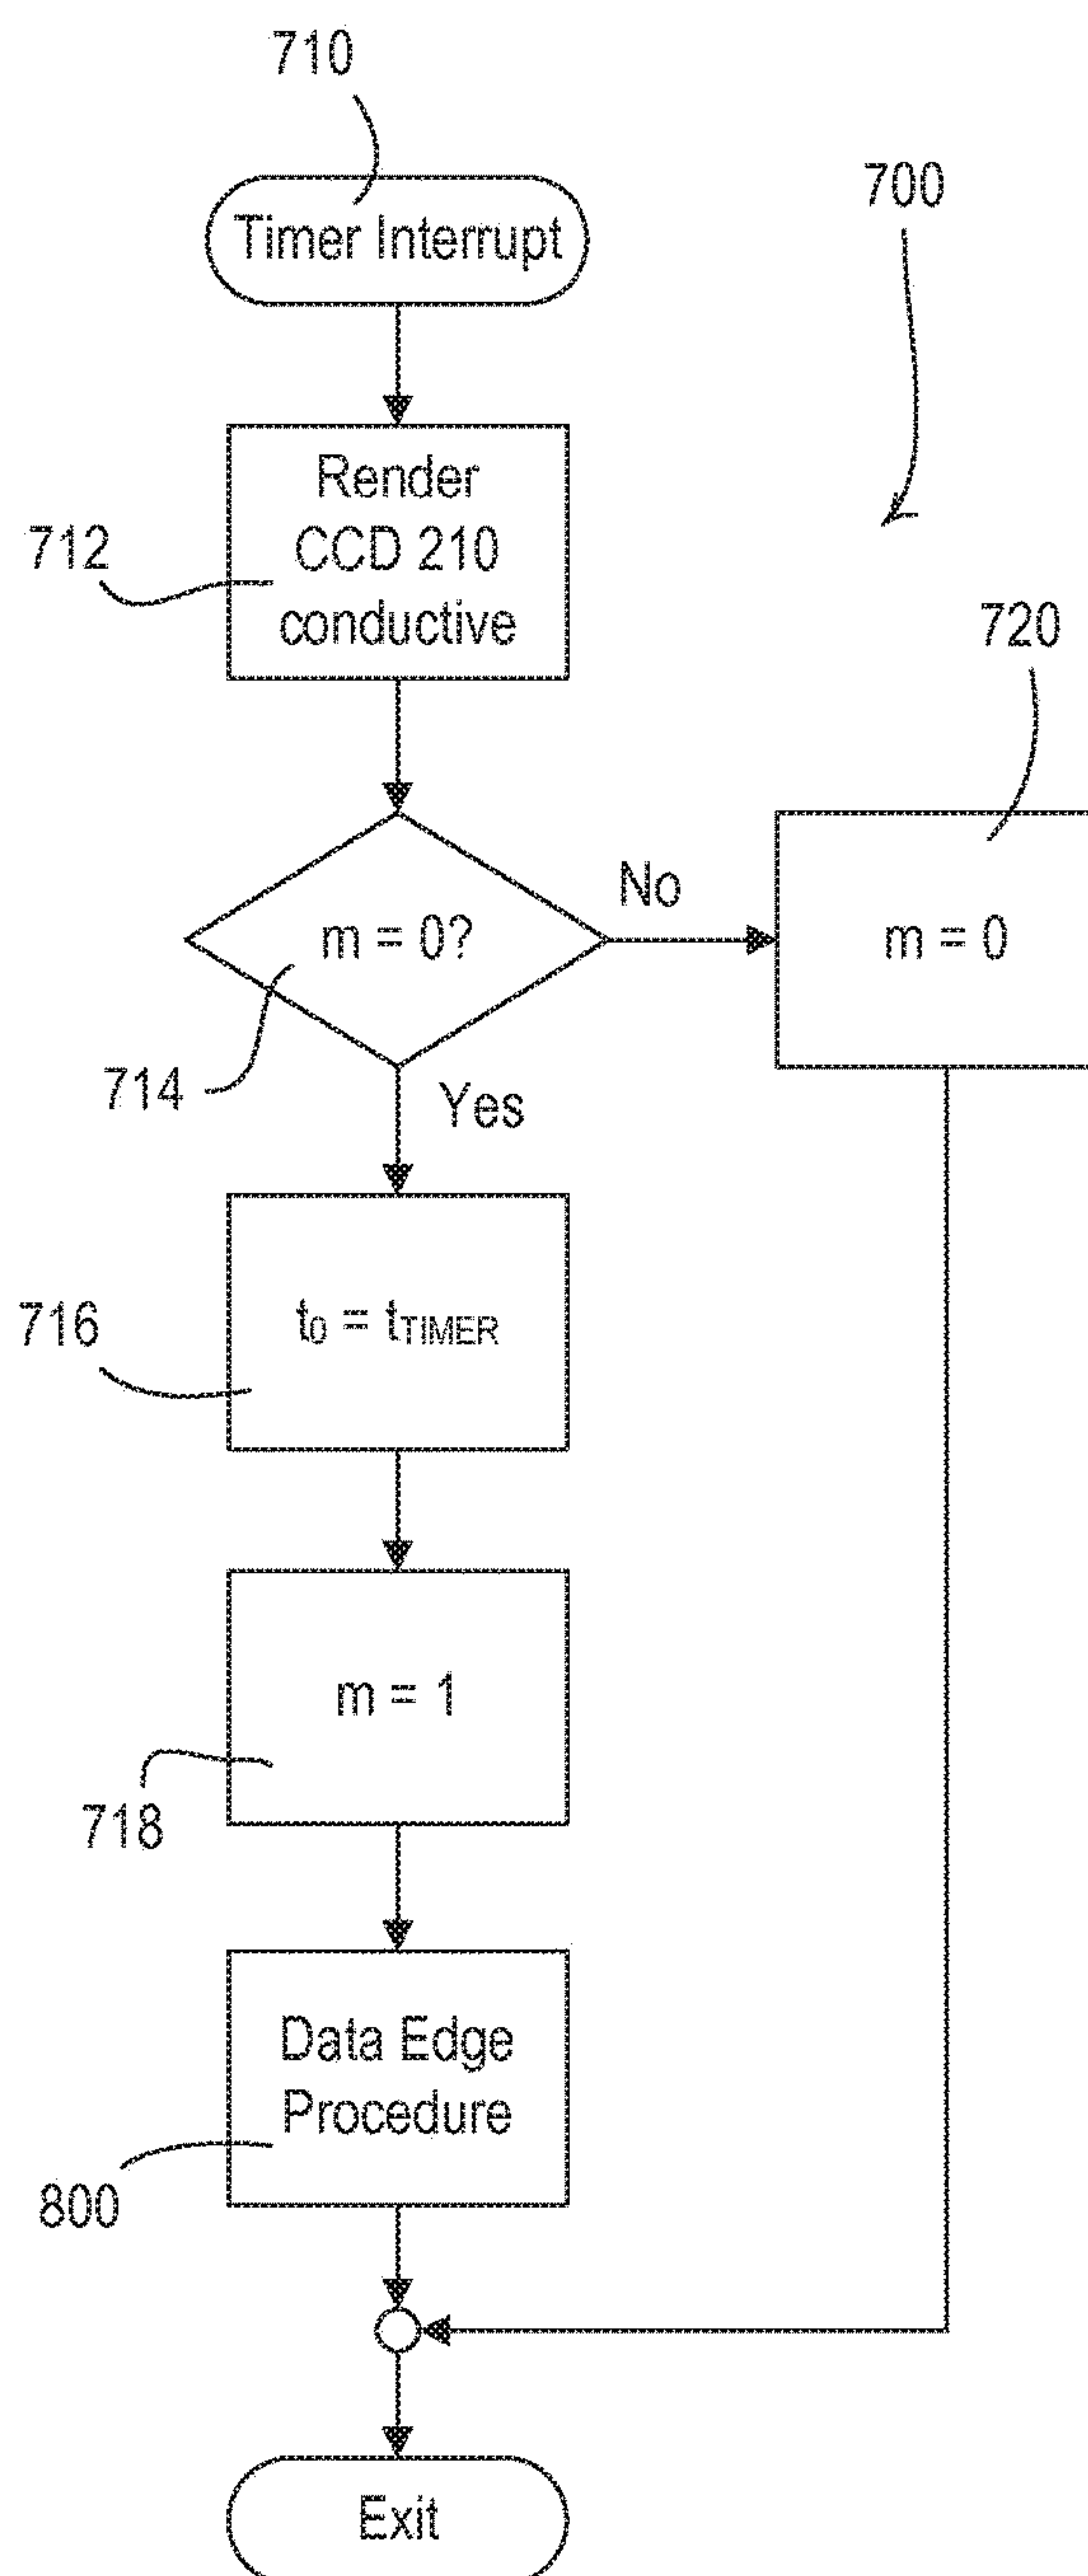 710
700
Timer Interrupt
Render
CCD 210
conductive
712
720
m = 0?
No
m = 0
714
Yes
716
t₀ = tTIMER
m = 1
718
Data Edge
Procedure
800
Exit